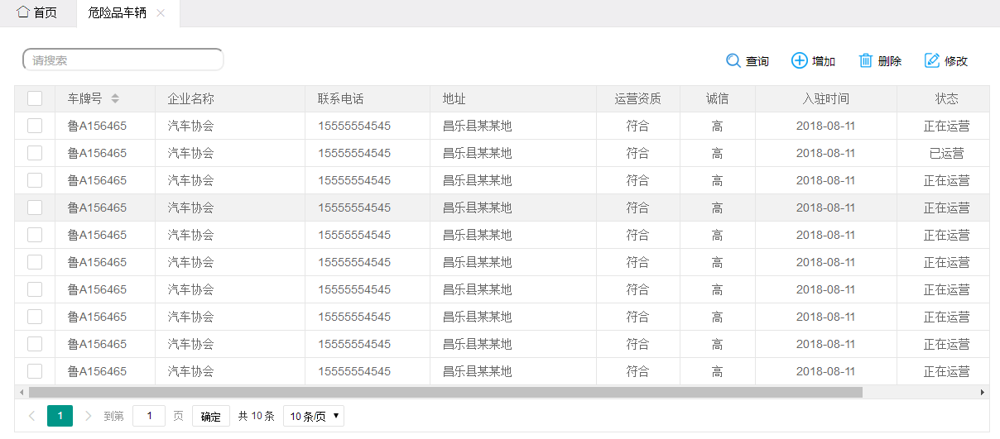 首页 危险品车辆
请搜索 查询 增加 删除 修改
车牌号 企业名称 联系电话 地址 运营资质 诚信 入驻时间 状态
鲁A156465 汽车协会 15555554545 昌乐县某某地 符合 高 2018-08-11 正在运营
鲁A156465 汽车协会 15555554545 昌乐县某某地 符合 高 2018-08-11 已运营
鲁A156465 汽车协会 15555554545 昌乐县某某地 符合 高 2018-08-11 正在运营
鲁A156465 汽车协会 15555554545 昌乐县某某地 符合 高 2018-08-11 正在运营
鲁A156465 汽车协会 15555554545 昌乐县某某地 符合 高 2018-08-11 正在运营
鲁A156465 汽车协会 15555554545 昌乐县某某地 符合 高 2018-08-11 正在运营
鲁A156465 汽车协会 15555554545 昌乐县某某地 符合 高 2018-08-11 正在运营
鲁A156465 汽车协会 15555554545 昌乐县某某地 符合 高 2018-08-11 正在运营
鲁A156465 汽车协会 15555554545 昌乐县某某地 符合 高 2018-08-11 正在运营
鲁A156465 汽车协会 15555554545 昌乐县某某地 符合 高 2018-08-11 正在运营
1 到第 1 页 确定 共 10 条 10 条/页